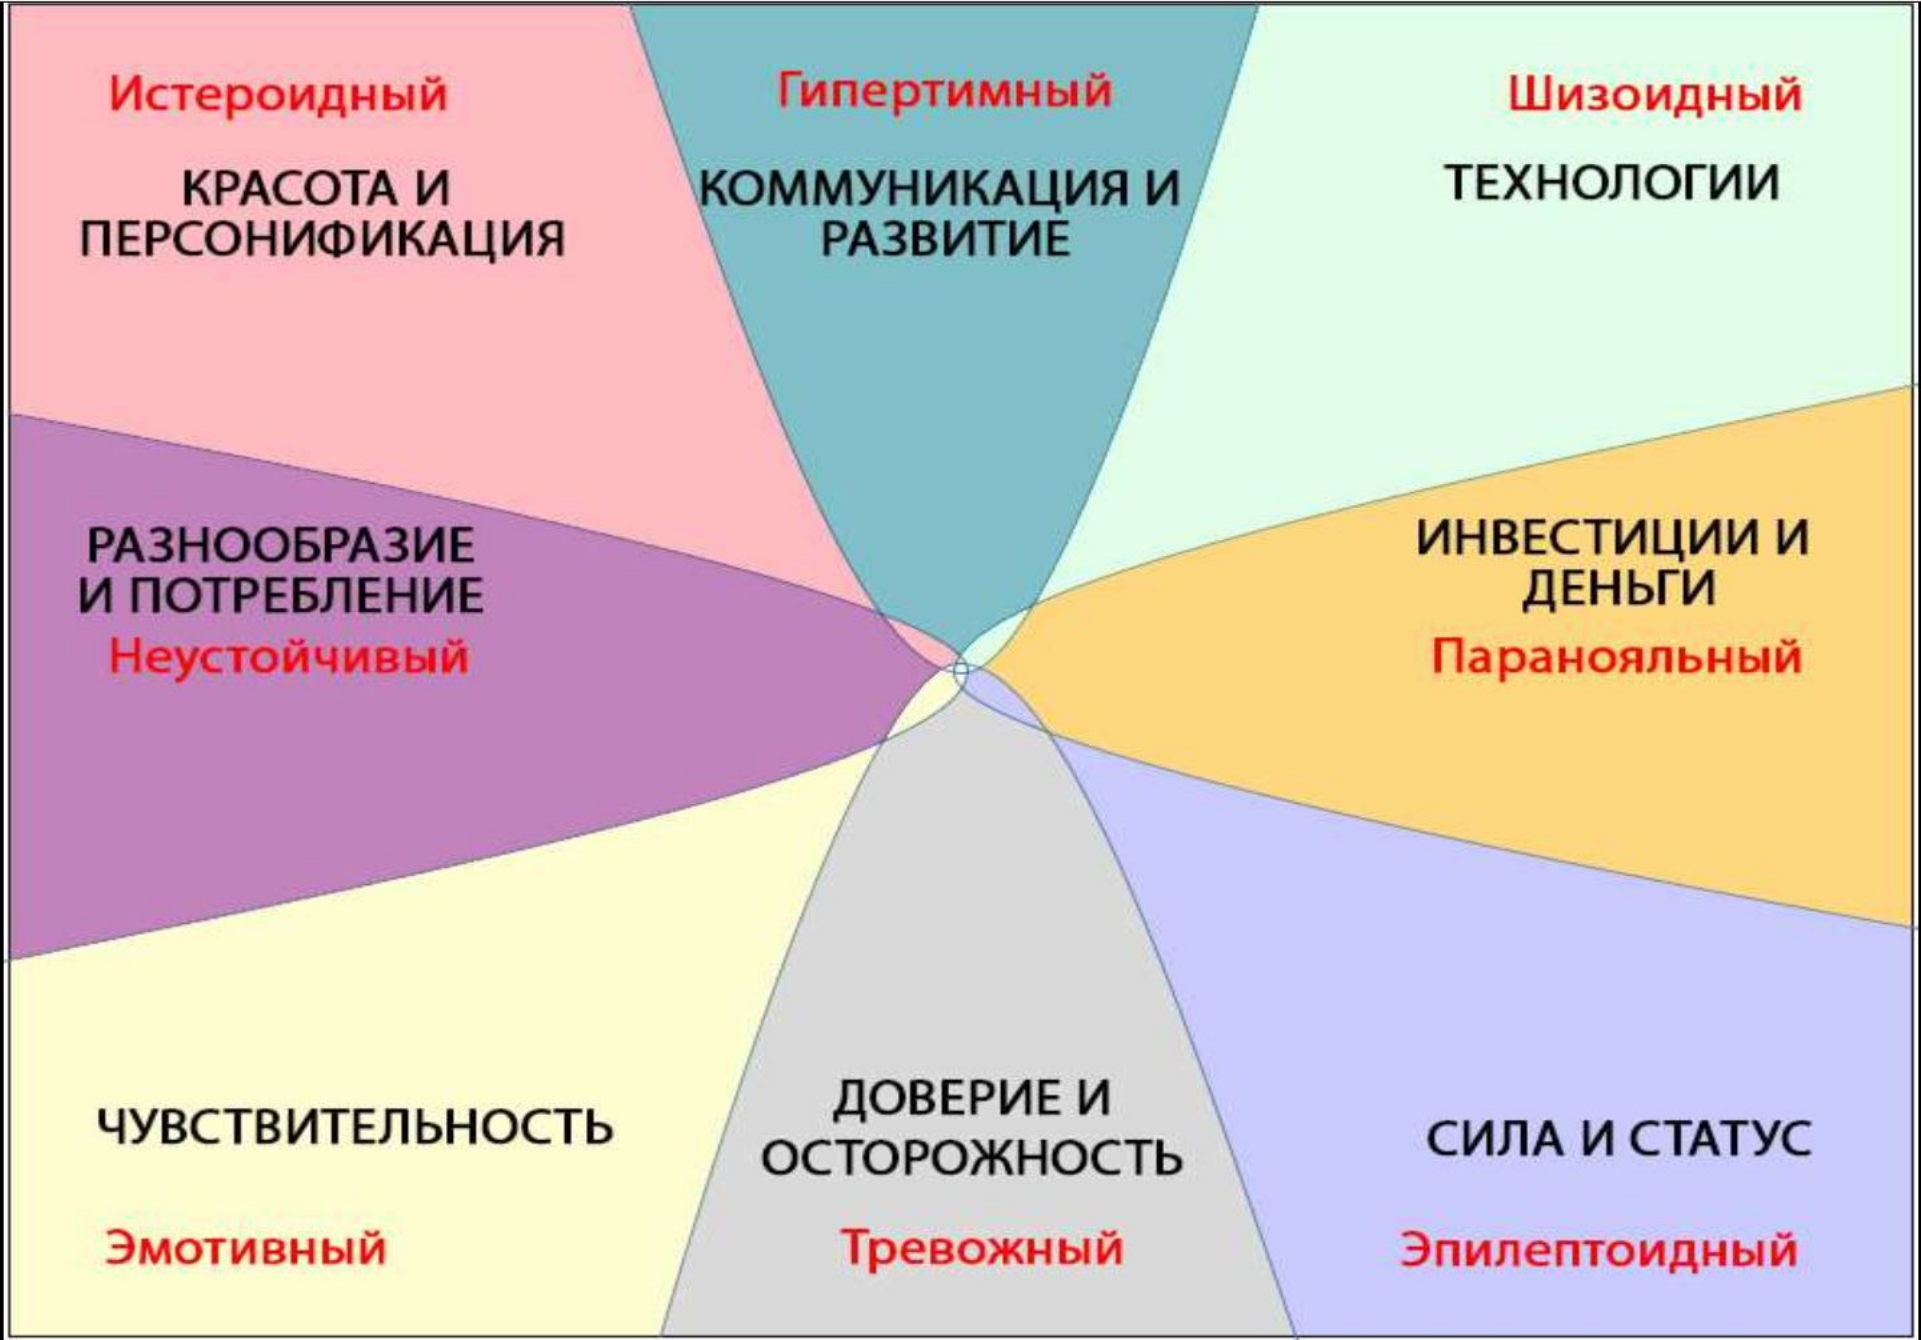 Истероидный
КРАСОТА И
ПЕРСОНИФИКАЦИЯ
Гипертимный
КОММУНИКАЦИЯ И
РАЗВИТИЕ
Шизоидный
ТЕХНОЛОГИИ
РАЗНООБРАЗИЕ
И ПОТРЕБЛЕНИЕ
Неустойчивый
ИНВЕСТИЦИИ И
ДЕНЬГИ
Паранояльный
ЧУВСТВИТЕЛЬНОСТЬ
Эмотивный
ДОВЕРИЕ И
ОСТОРОЖНОСТЬ
Тревожный
СИЛА И СТАТУС
Эпилептоидный